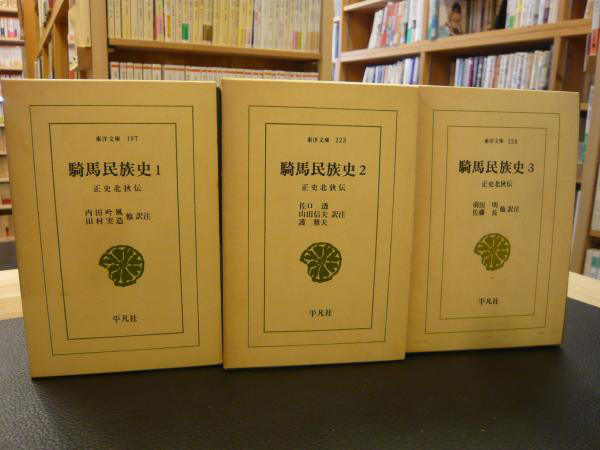 東洋文庫 197
騎馬民族史 1
正史北狄伝
内田吟風
田村実造
他訳注
平凡社
東洋文庫 223
騎馬民族史 2
正史北狄伝
佐口 透
山田信夫
護 雅夫
訳注
平凡社
東洋文庫 228
騎馬民族史 3
正史北狄伝
羽田 明
佐藤 長
他訳注
平凡社